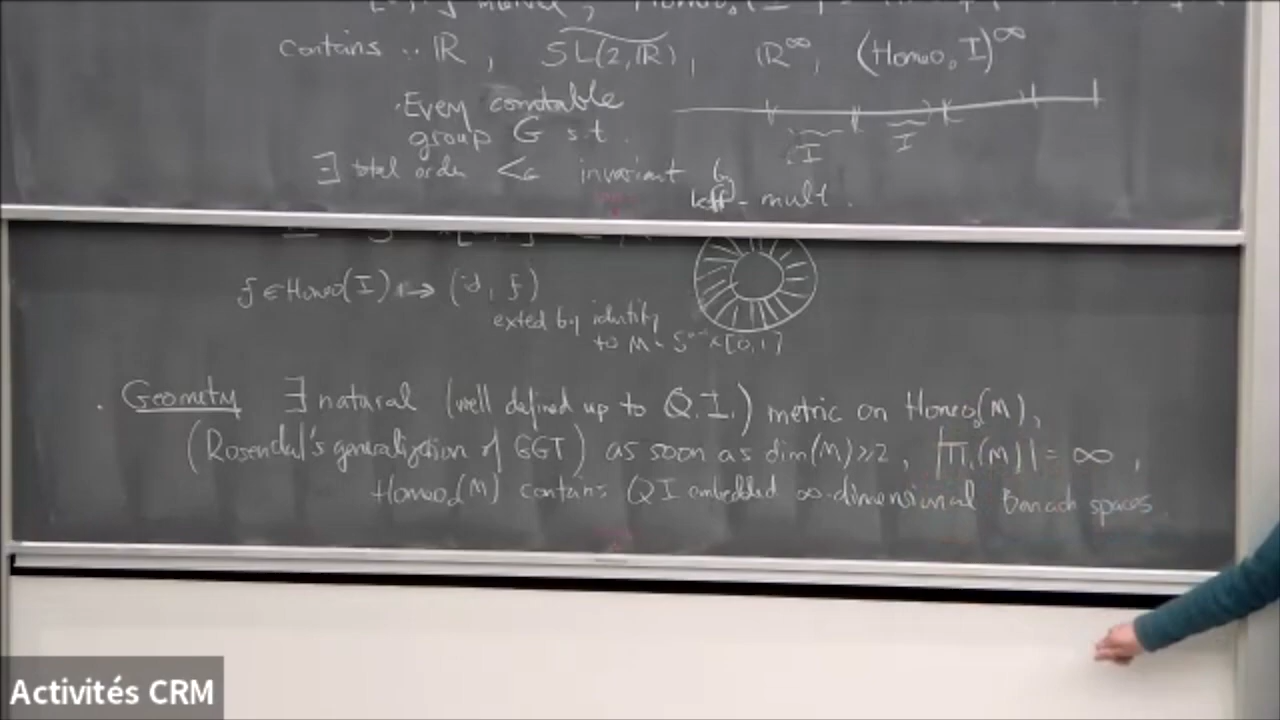 contains : ℝ , S͠L(2,ℝ) , ℝ^∞ , (Homeo₀ I)^∞
· Every countable
group G s.t.
I I
∃ total order <_G invariant by
left - mult .
f ∈ Homeo(I) ↦ (id , f)
exted by identity
to M - S^{n-1}×[0,1]
· Geometry ∃ natural (well defined up to Q.I.) metric on Homeo₀(M),
(Rosendal's generalization of GGT) as soon as dim(M)≥2 , |π₁(M)| = ∞ ,
Homeo₀(M) contains QI embedded ∞-dimensional Banach spaces
Activités CRM